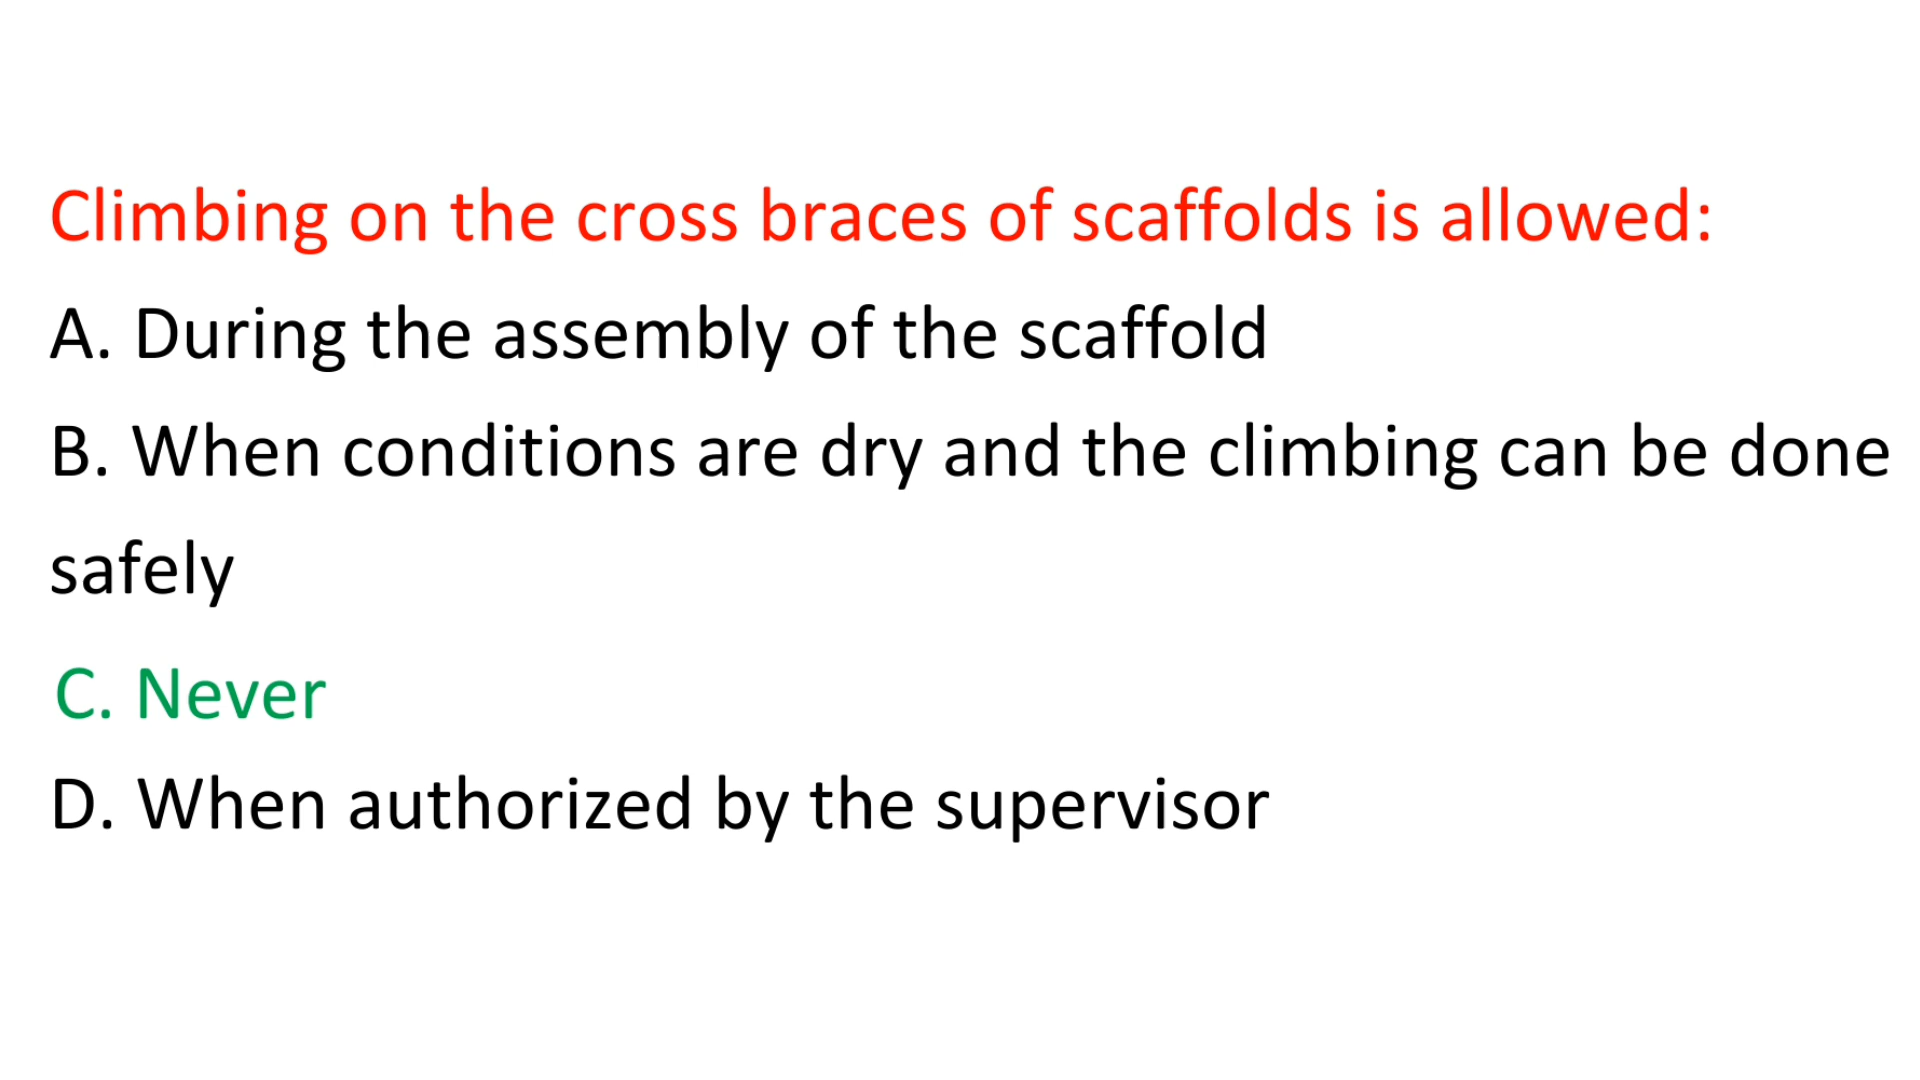 Climbing on the cross braces of scaffolds is allowed:
A. During the assembly of the scaffold
B. When conditions are dry and the climbing can be done
safely
C. Never
D. When authorized by the supervisor